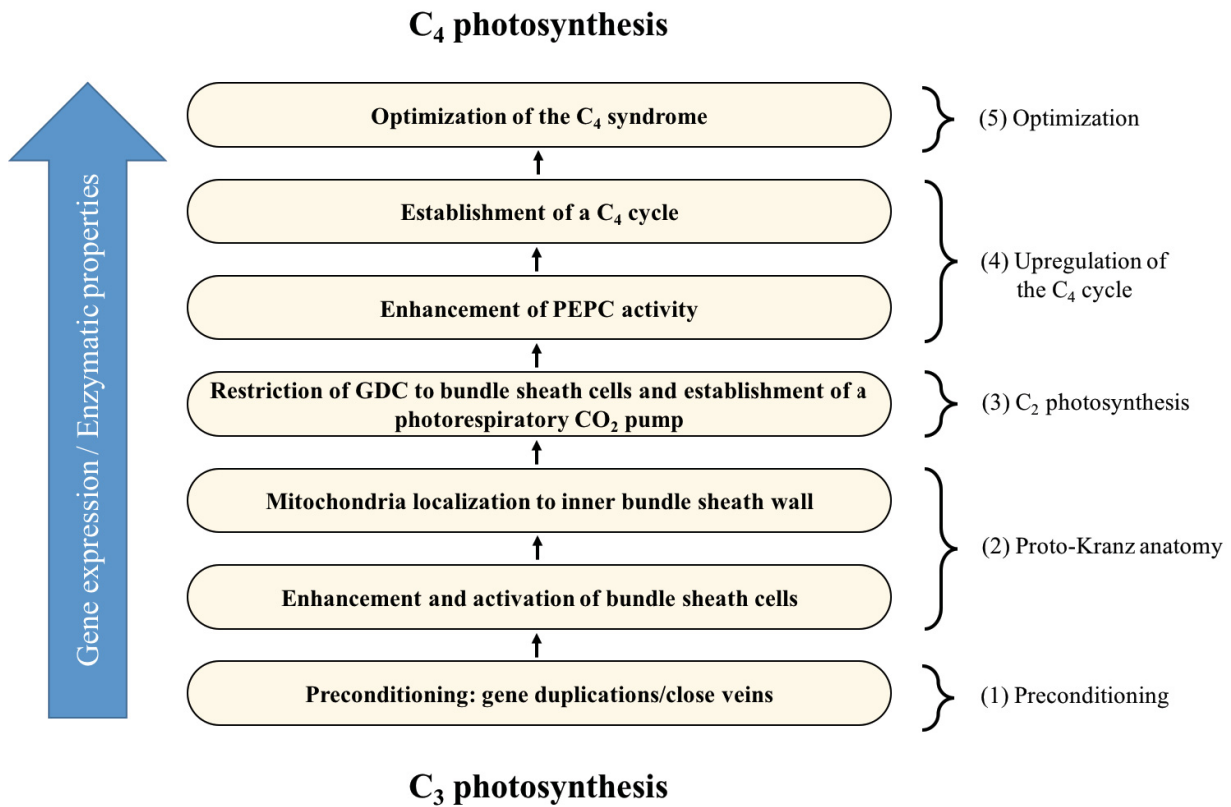 C₄ photosynthesis
Gene expression / Enzymatic properties
Optimization of the C₄ syndrome
(5) Optimization
Establishment of a C₄ cycle
Enhancement of PEPC activity
(4) Upregulation of
the C₄ cycle
Restriction of GDC to bundle sheath cells and establishment of a
photorespiratory CO₂ pump
(3) C₂ photosynthesis
Mitochondria localization to inner bundle sheath wall
Enhancement and activation of bundle sheath cells
(2) Proto-Kranz anatomy
Preconditioning: gene duplications/close veins
(1) Preconditioning
C₃ photosynthesis